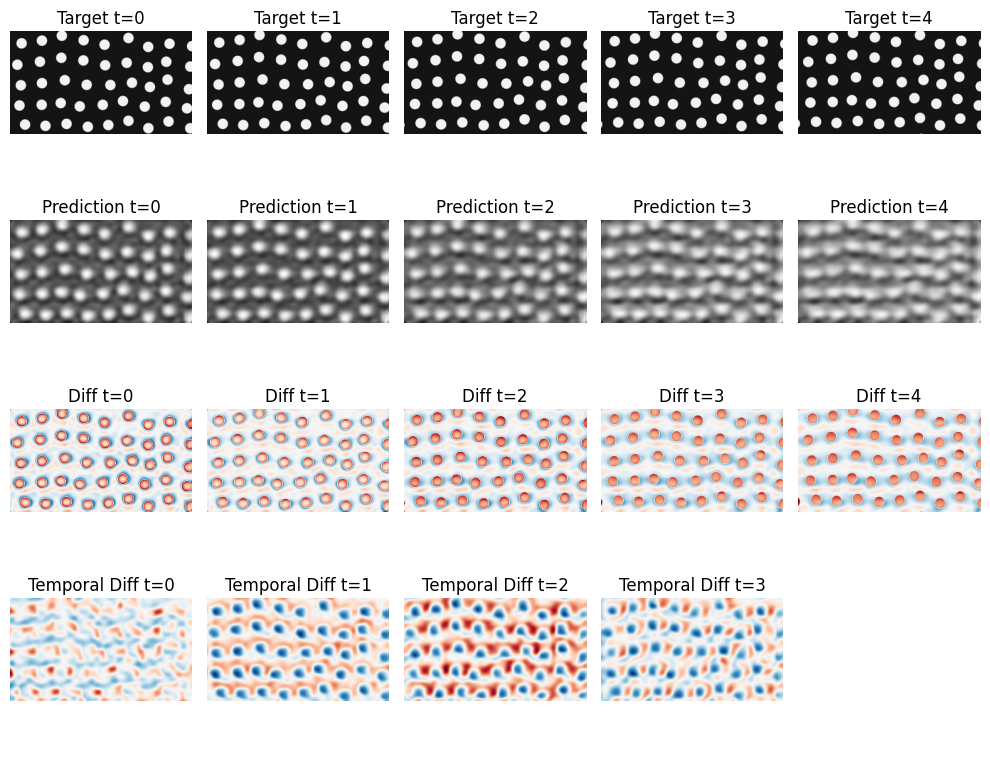 Target t=0 Target t=1 Target t=2 Target t=3 Target t=4
Prediction t=0 Prediction t=1 Prediction t=2 Prediction t=3 Prediction t=4
Diff t=0 Diff t=1 Diff t=2 Diff t=3 Diff t=4
Temporal Diff t=0 Temporal Diff t=1 Temporal Diff t=2 Temporal Diff t=3